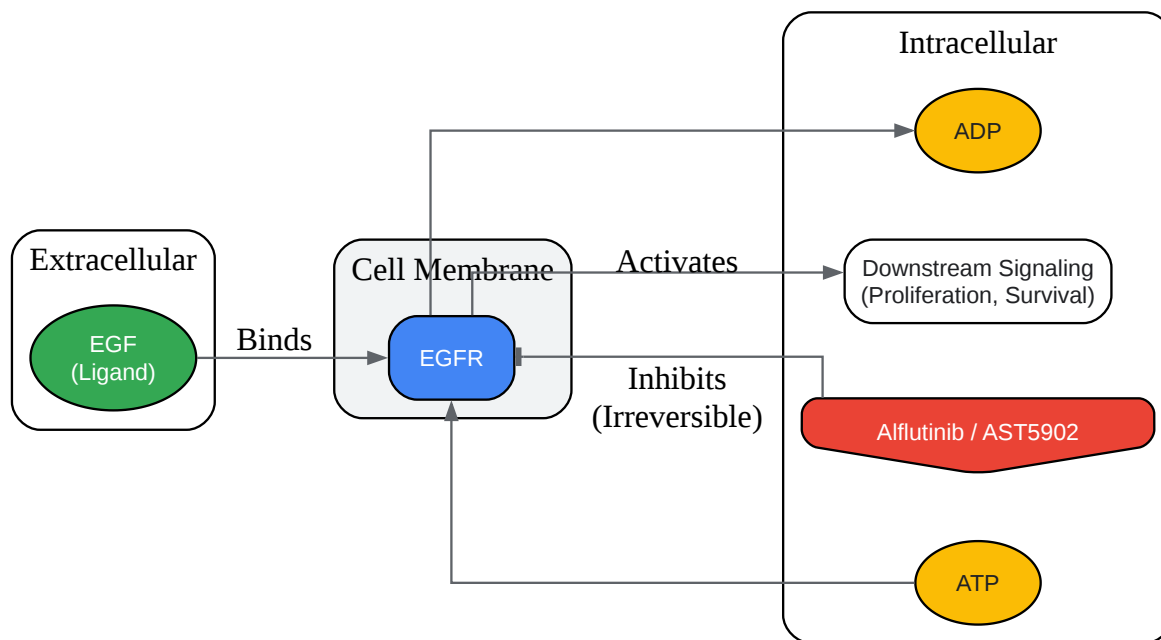 Extracellular
EGF
(Ligand)
Binds
Cell Membrane
EGFR
Activates
Inhibits
(Irreversible)
Intracellular
ADP
Downstream Signaling
(Proliferation, Survival)
Alflutinib / AST5902
ATP